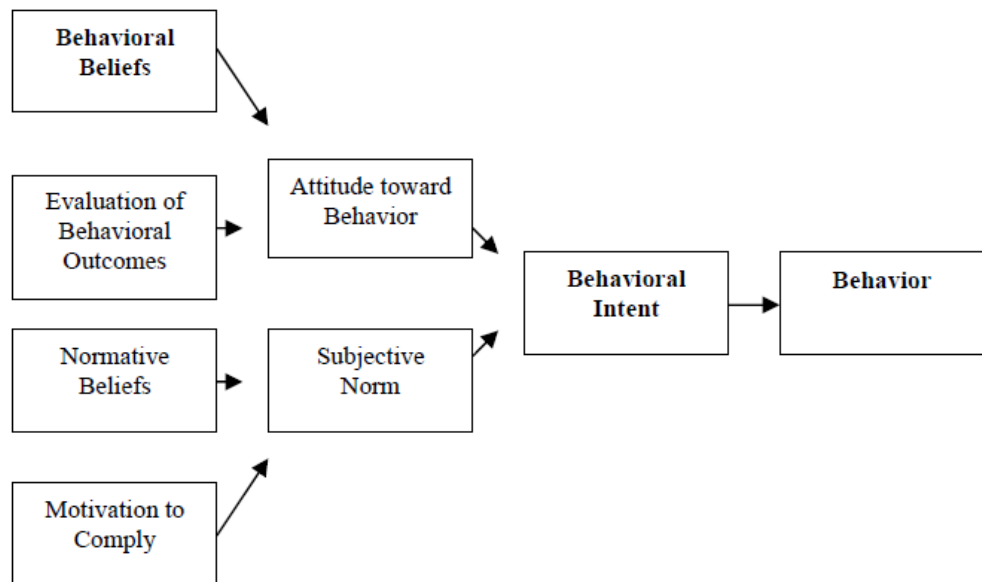 Behavioral
Beliefs
Evaluation of
Behavioral
Outcomes
Normative
Beliefs
Motivation to
Comply
Attitude toward
Behavior
Subjective
Norm
Behavioral
Intent
Behavior